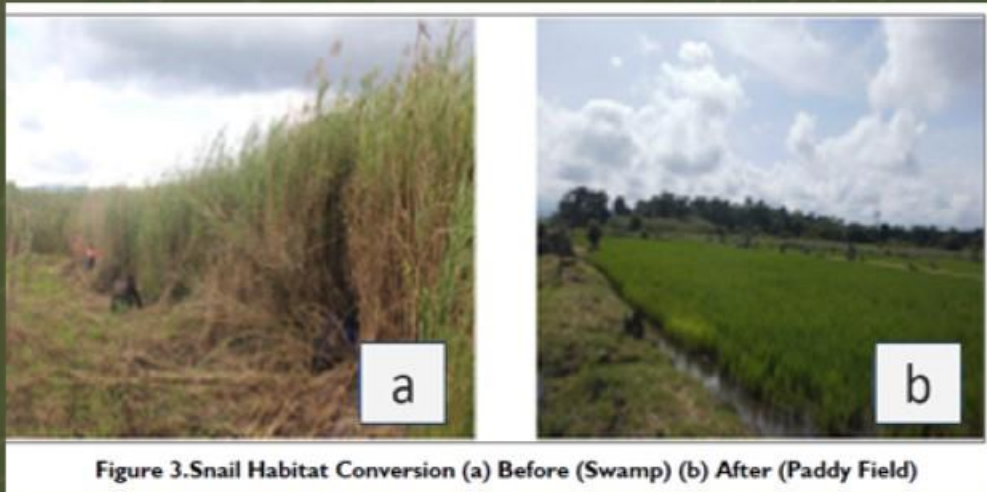 a
b
Figure 3.Snail Habitat Conversion (a) Before (Swamp) (b) After (Paddy Field)